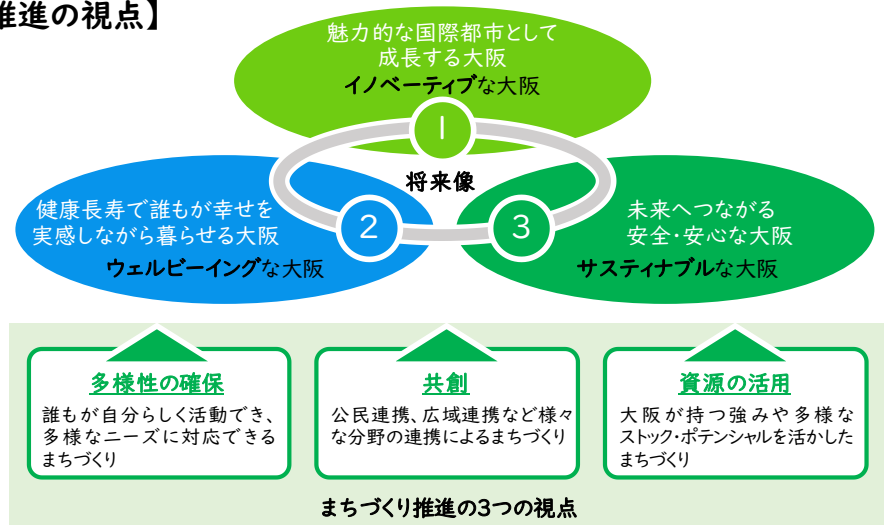 推進の視点】
魅力的な国際都市として
成長する大阪
イノベーティブな大阪
1
将来像
健康長寿で誰もが幸せを
実感しながら暮らせる大阪
ウェルビーイングな大阪
2
3
未来へつながる
安全・安心な大阪
サスティナブルな大阪
多様性の確保
誰もが自分らしく活動でき、
多様なニーズに対応できる
まちづくり
共創
公民連携、広域連携など様々
な分野の連携によるまちづくり
資源の活用
大阪が持つ強みや多様な
ストック・ポテンシャルを活かした
まちづくり
まちづくり推進の3つの視点